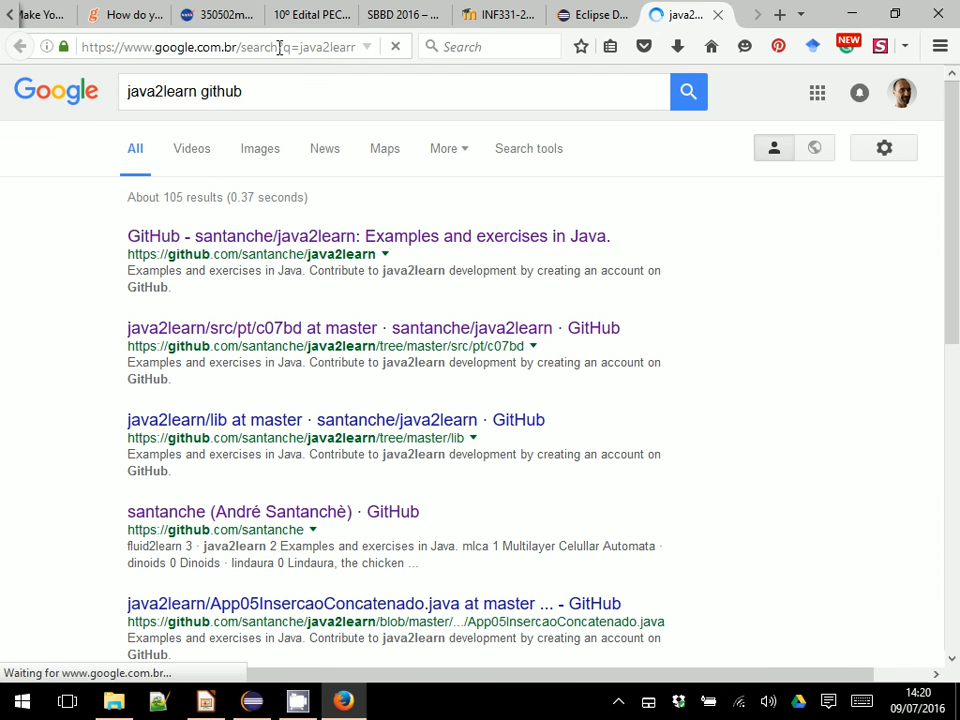 Make Yo...
How do y...
350502m...
10º Edital PEC...
SBBD 2016 – ...
INF331-2...
Eclipse D...
java2...
https://www.google.com.br/search?q=java2learr
Search
NEW
Google
java2learn github
All
Videos
Images
News
Maps
More
Search tools
About 105 results (0.37 seconds)
GitHub - santanche/java2learn: Examples and exercises in Java.
https://github.com/santanche/java2learn
Examples and exercises in Java. Contribute to java2learn development by creating an account on
GitHub.
java2learn/src/pt/c07bd at master · santanche/java2learn · GitHub
https://github.com/santanche/java2learn/tree/master/src/pt/c07bd
Examples and exercises in Java. Contribute to java2learn development by creating an account on
GitHub.
java2learn/lib at master · santanche/java2learn · GitHub
https://github.com/santanche/java2learn/tree/master/lib
Examples and exercises in Java. Contribute to java2learn development by creating an account on
GitHub.
santanche (André Santanchè) · GitHub
https://github.com/santanche
fluid2learn 3 · java2learn 2 Examples and exercises in Java. mlca 1 Multilayer Celullar Automata ·
dinoids 0 Dinoids · lindaura 0 Lindaura, the chicken ...
java2learn/App05InsercaoConcatenado.java at master ... - GitHub
https://github.com/santanche/java2learn/blob/master/.../App05InsercaoConcatenado.java
Examples and exercises in Java. Contribute to java2learn development by creating an account on
GitHub.
Waiting for www.google.com.br...
14:20
09/07/2016